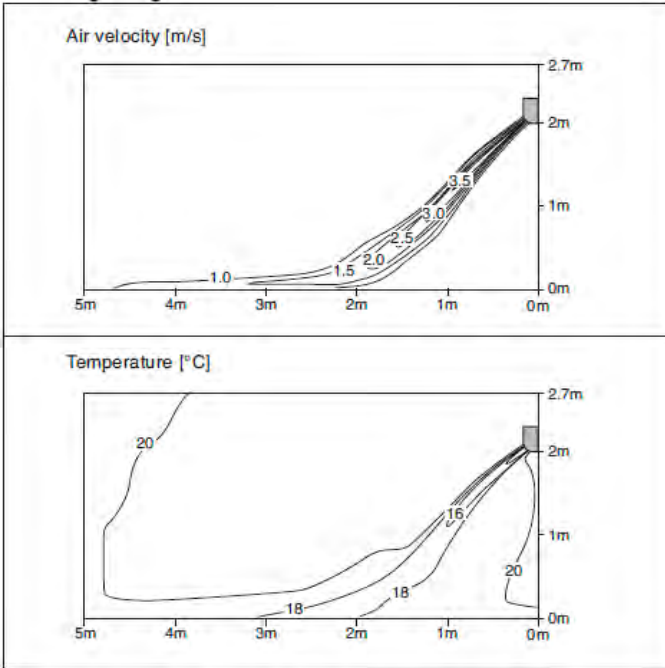 Air velocity [m/s]
2.7m
2m
3.5
1m
3.0
2.5
2.0
1.5
1.0
0m
5m 4m 3m 2m 1m 0m
Temperature [°C]
2.7m
20
2m
16
1m
20
18
18
0m
5m 4m 3m 2m 1m 0m